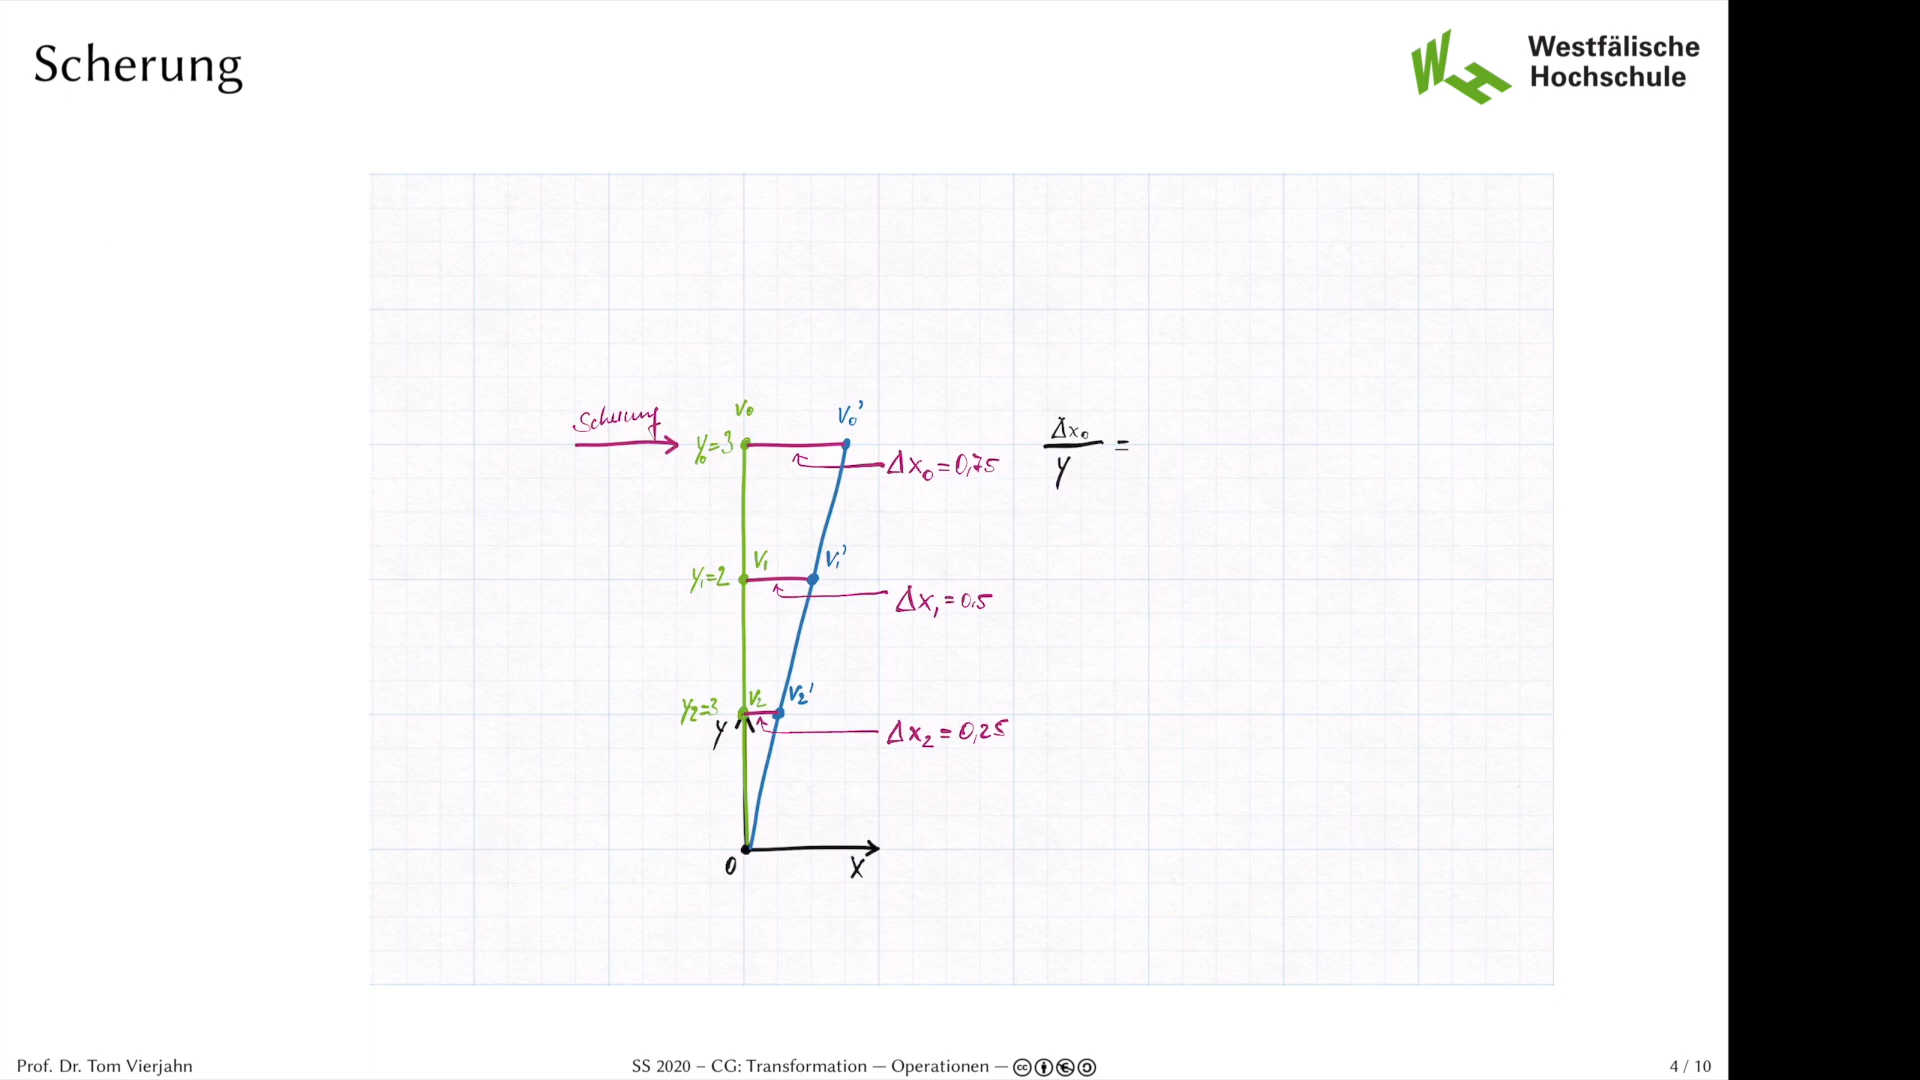 Scherung
Westfälische
Hochschule
Scherung
V₀
V₀'
y₀=3
Δx₀=0,75
Δx₀
y
=
V₁
V₁'
y₁=2
Δx₁=0.5
V₂
V₂'
y₂=3
y
Δx₂=0,25
0
x
Prof. Dr. Tom Vierjahn
SS 2020 – CG: Transformation — Operationen —
4 / 10